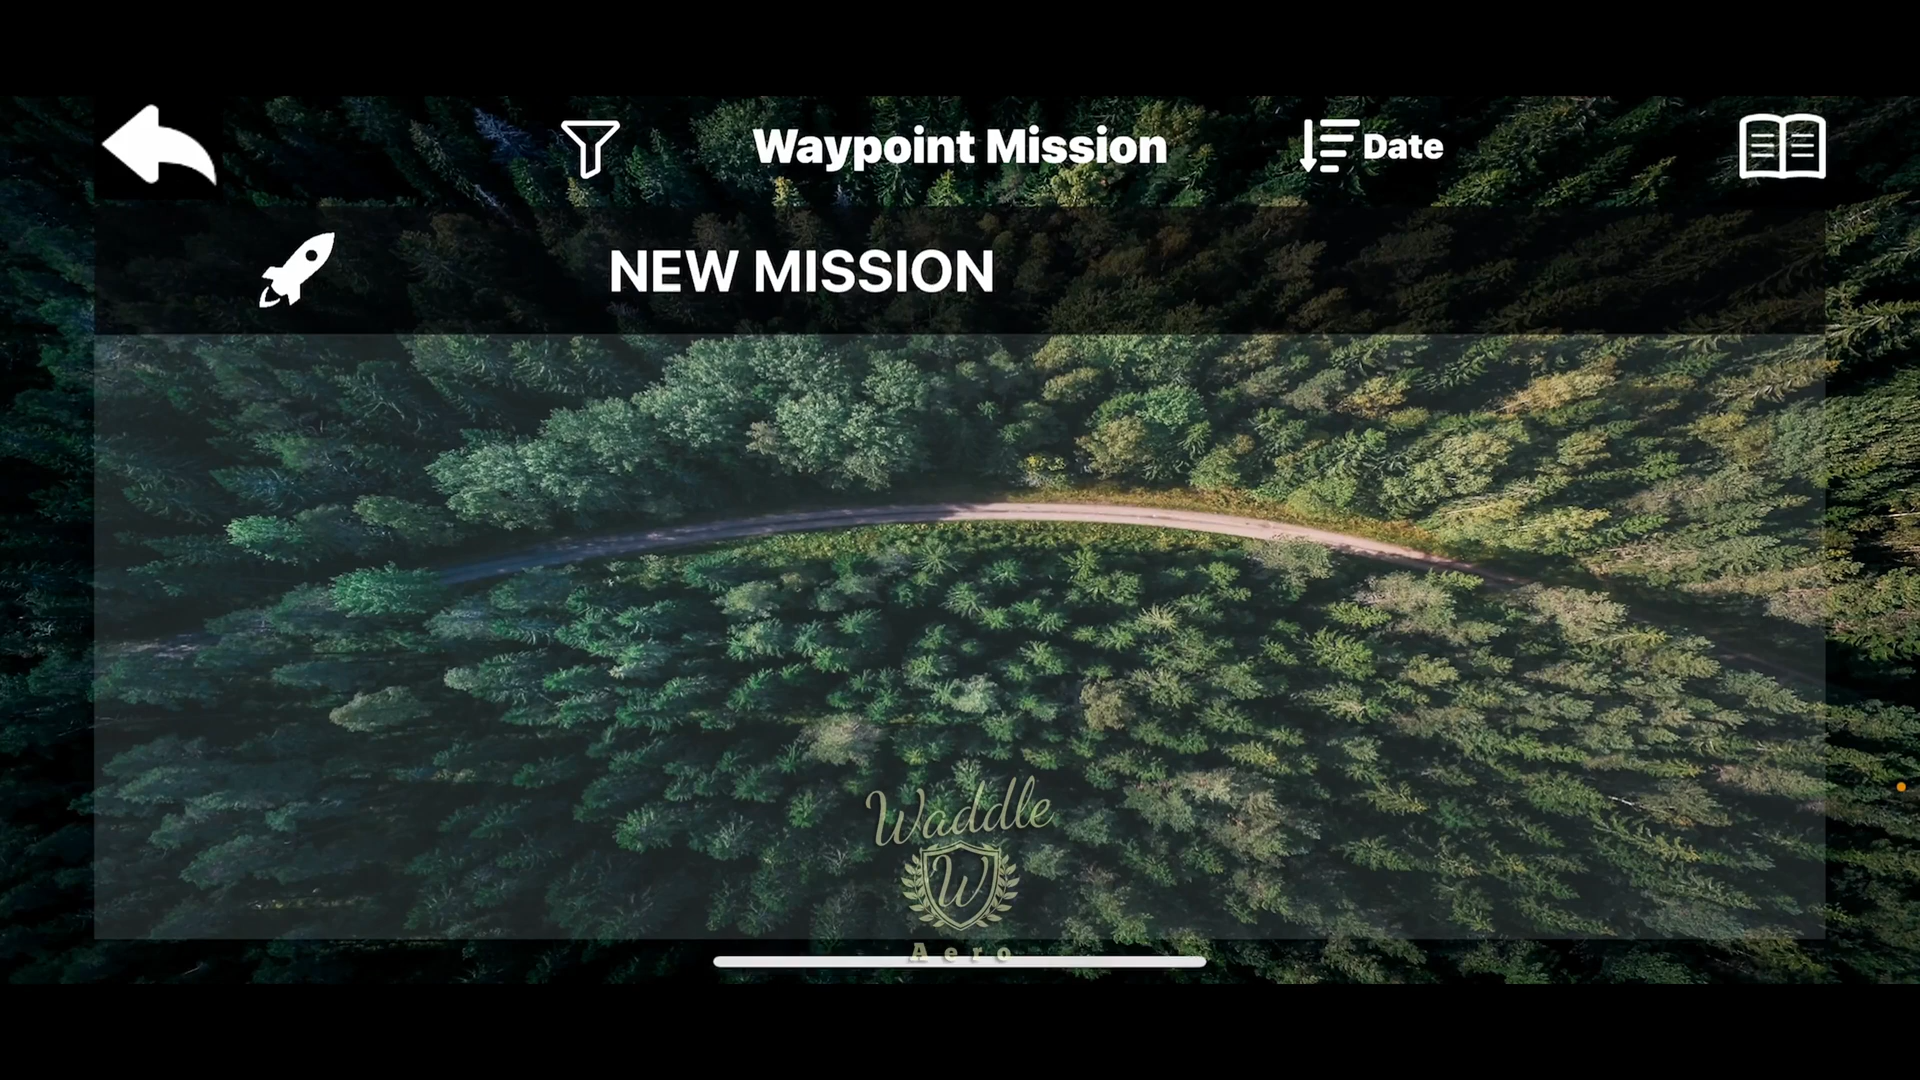 Waypoint Mission
Date
NEW MISSION
Waddle
W
Aero